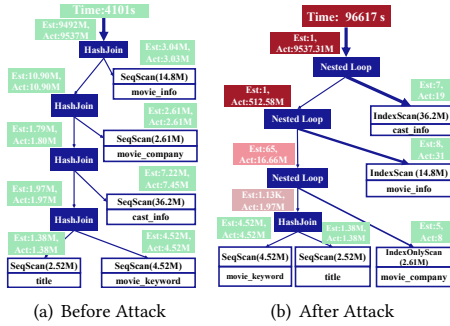 Time:4101s
Est:9492M,
Act:9537M
HashJoin
Est:3.04M,
Act:3.03M
SeqScan(14.8M)
movie_info
Est:10.90M,
Act:10.90M
HashJoin
Est:2.61M,
Act:2.61M
SeqScan(2.61M)
movie_company
Est:1.79M,
Act:1.80M
HashJoin
Est:7.22M,
Act:7.45M
SeqScan(36.2M)
cast_info
Est:1.97M,
Act:1.97M
HashJoin
Est:1.38M,
Act:1.38M
Est:4.52M,
Act:4.52M
SeqScan(2.52M)
title
SeqScan(4.52M)
movie_keyword
(a) Before Attack
Time: 96617 s
Est:1,
Act:9537.31M
Nested Loop
Est:7,
Act:19
IndexScan(36.2M)
cast_info
Est:1,
Act:512.58M
Nested Loop
Est:8,
Act:31
IndexScan(14.8M)
movie_info
Est:65,
Act:16.66M
Nested Loop
Est:1.13K,
Act:1.97M
HashJoin
Est:5,
Act:8
IndexOnlyScan
(2.61M)
movie_company
Est:4.52M,
Act:4.52M
Est:1.38M,
Act:1.38M
SeqScan(4.52M)
movie_keyword
SeqScan(2.52M)
title
(b) After Attack